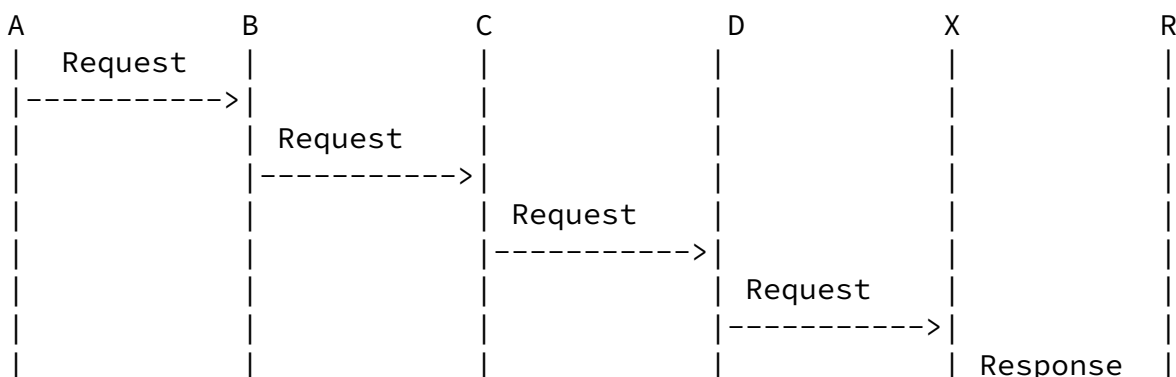 A               B               C               D              X              R
|   Request     |               |               |              |              |
|-------------->|               |               |              |              |
|               | Request       |               |              |              |
|               |-------------->|               |              |              |
|               |               | Request       |              |              |
|               |               |-------------->|              |              |
|               |               |               | Request      |              |
|               |               |               |------------->|              |
|               |               |               |              | Response     |